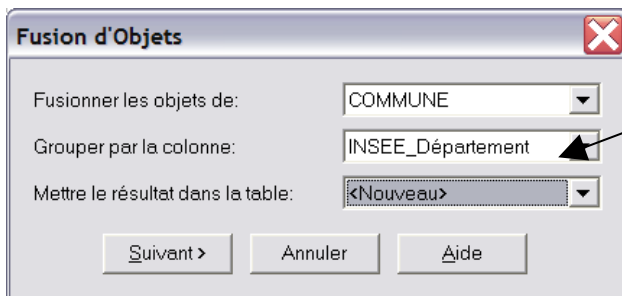 Fusion d'Objets
Fusionner les objets de: COMMUNE
Grouper par la colonne: INSEE_Département
Mettre le résultat dans la table: <Nouveau>
Suivant > Annuler Aide